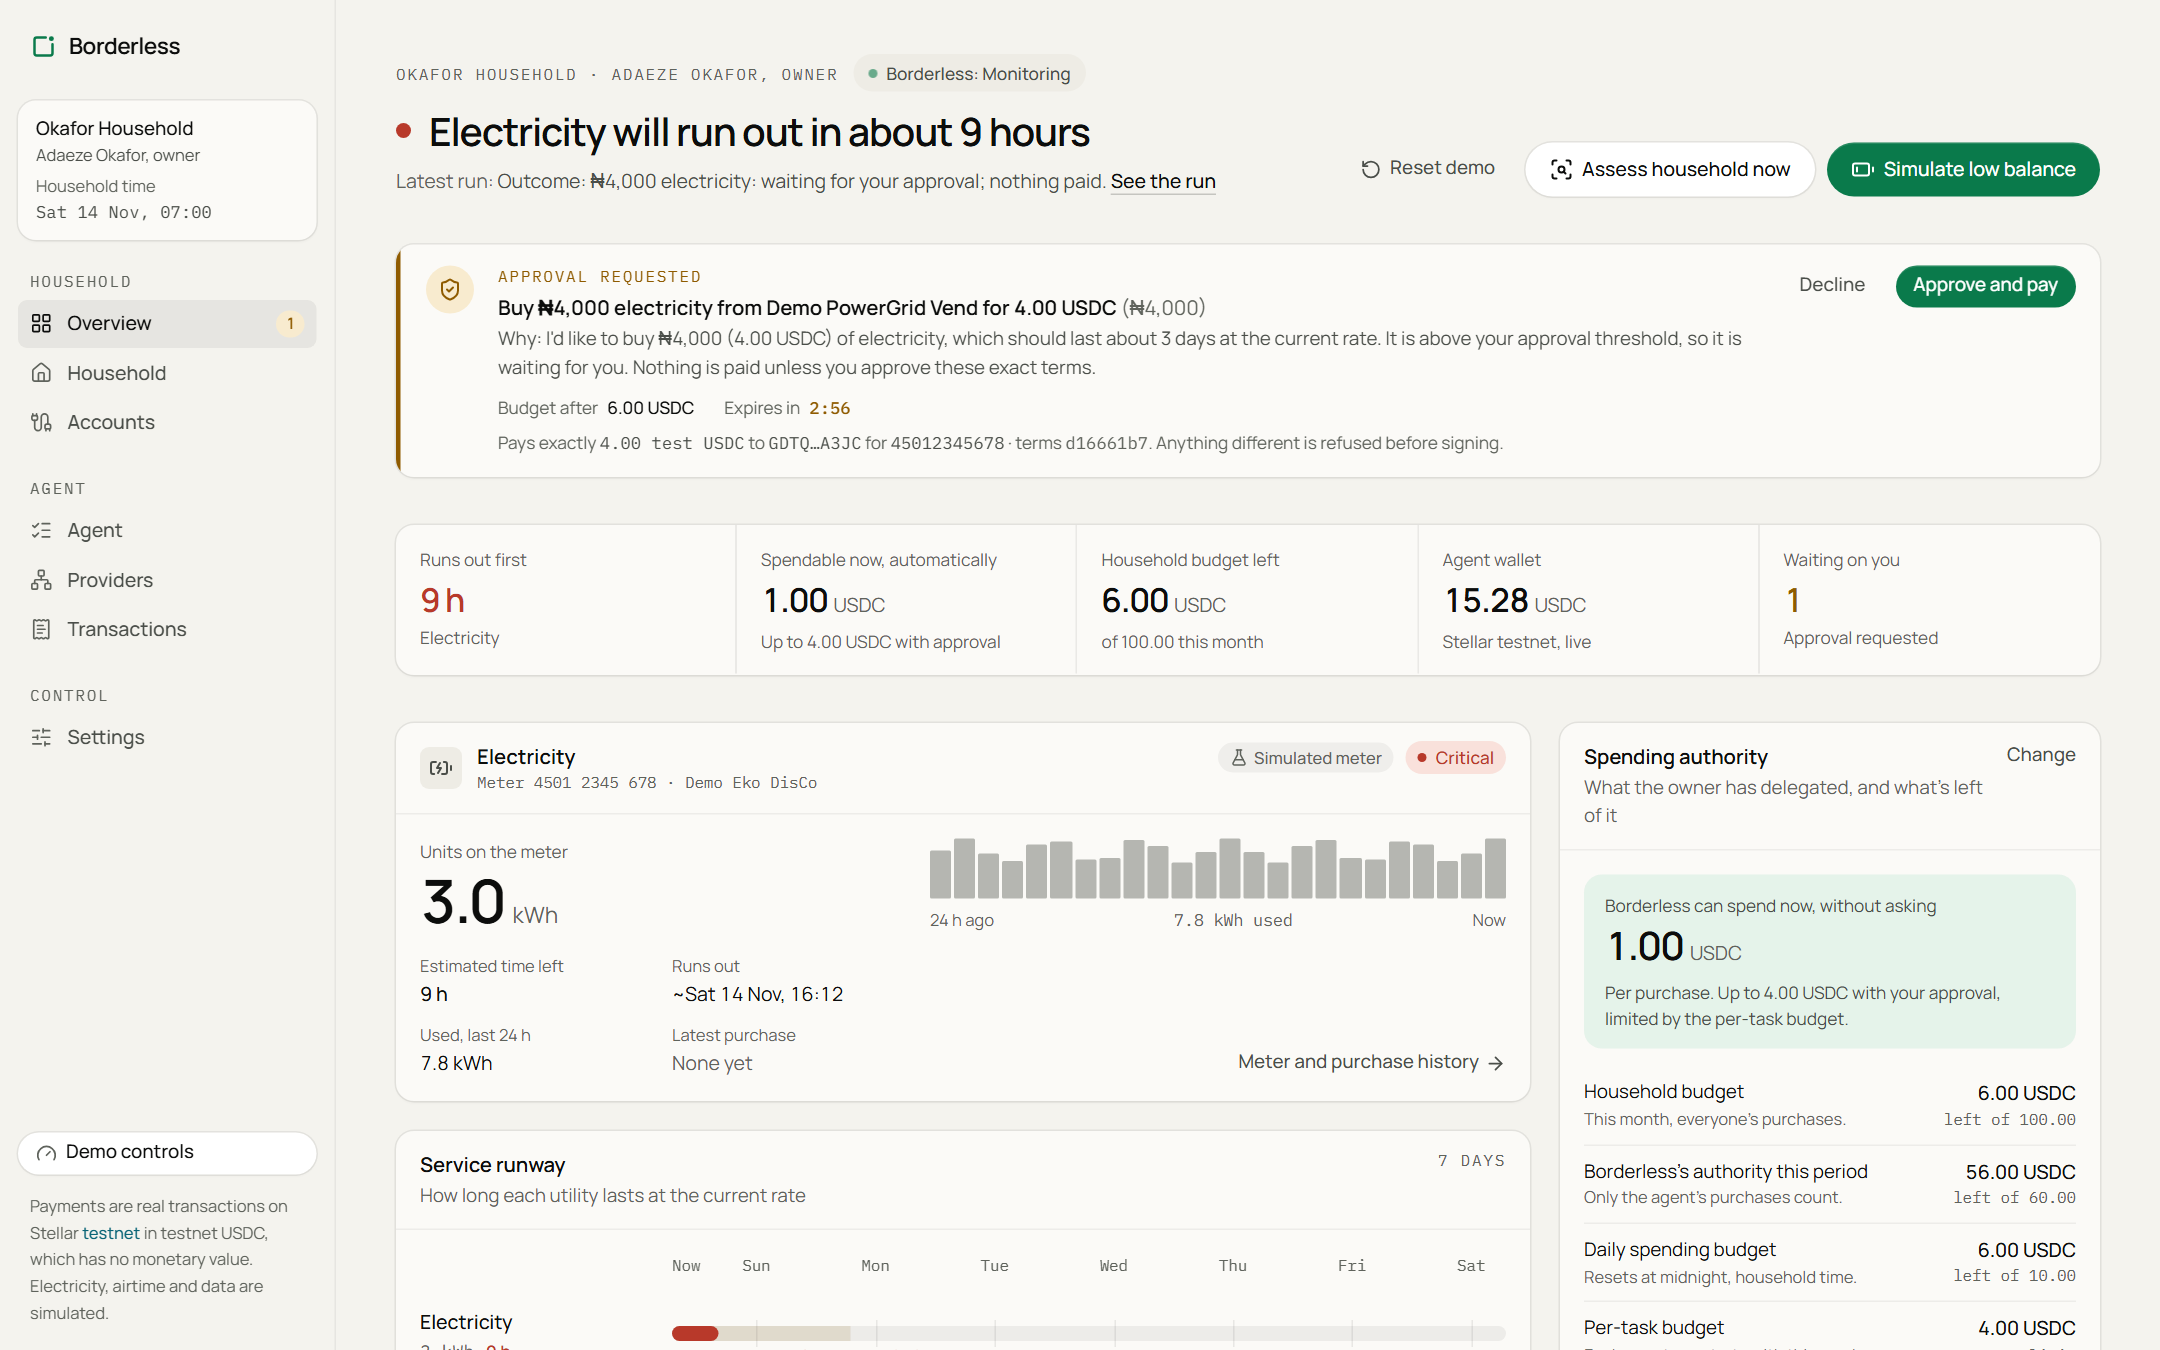 Borderless
Okafor Household
Adaeze Okafor, owner
Household time
Sat 14 Nov, 07:00
HOUSEHOLD
Overview 1
Household
Accounts
AGENT
Agent
Providers
Transactions
CONTROL
Settings
Demo controls
Payments are real transactions on
Stellar testnet in testnet USDC,
which has no monetary value.
Electricity, airtime and data are
simulated.
OKAFOR HOUSEHOLD · ADAEZE OKAFOR, OWNER Borderless: Monitoring
Electricity will run out in about 9 hours
Latest run: Outcome: ₦4,000 electricity: waiting for your approval; nothing paid. See the run
Reset demo Assess household now Simulate low balance
APPROVAL REQUESTED
Buy ₦4,000 electricity from Demo PowerGrid Vend for 4.00 USDC (₦4,000)
Why: I'd like to buy ₦4,000 (4.00 USDC) of electricity, which should last about 3 days at the current rate. It is above your approval threshold, so it is
waiting for you. Nothing is paid unless you approve these exact terms.
Budget after 6.00 USDC Expires in 2:56
Pays exactly 4.00 test USDC to GDTQ…A3JC for 45012345678 · terms d16661b7. Anything different is refused before signing.
Decline Approve and pay
Runs out first
9 h
Electricity
Spendable now, automatically
1.00 USDC
Up to 4.00 USDC with approval
Household budget left
6.00 USDC
of 100.00 this month
Agent wallet
15.28 USDC
Stellar testnet, live
Waiting on you
1
Approval requested
Electricity
Meter 4501 2345 678 · Demo Eko DisCo
Simulated meter Critical
Units on the meter
3.0 kWh
24 h ago 7.8 kWh used Now
Estimated time left
9 h
Runs out
~Sat 14 Nov, 16:12
Used, last 24 h
7.8 kWh
Latest purchase
None yet
Meter and purchase history
Service runway
How long each utility lasts at the current rate
7 DAYS
Now Sun Mon Tue Wed Thu Fri Sat
Electricity
Spending authority
Change
What the owner has delegated, and what's left
of it
Borderless can spend now, without asking
1.00 USDC
Per purchase. Up to 4.00 USDC with your approval,
limited by the per-task budget.
Household budget 6.00 USDC
This month, everyone's purchases. left of 100.00
Borderless's authority this period 56.00 USDC
Only the agent's purchases count. left of 60.00
Daily spending budget 6.00 USDC
Resets at midnight, household time. left of 10.00
Per-task budget 4.00 USDC